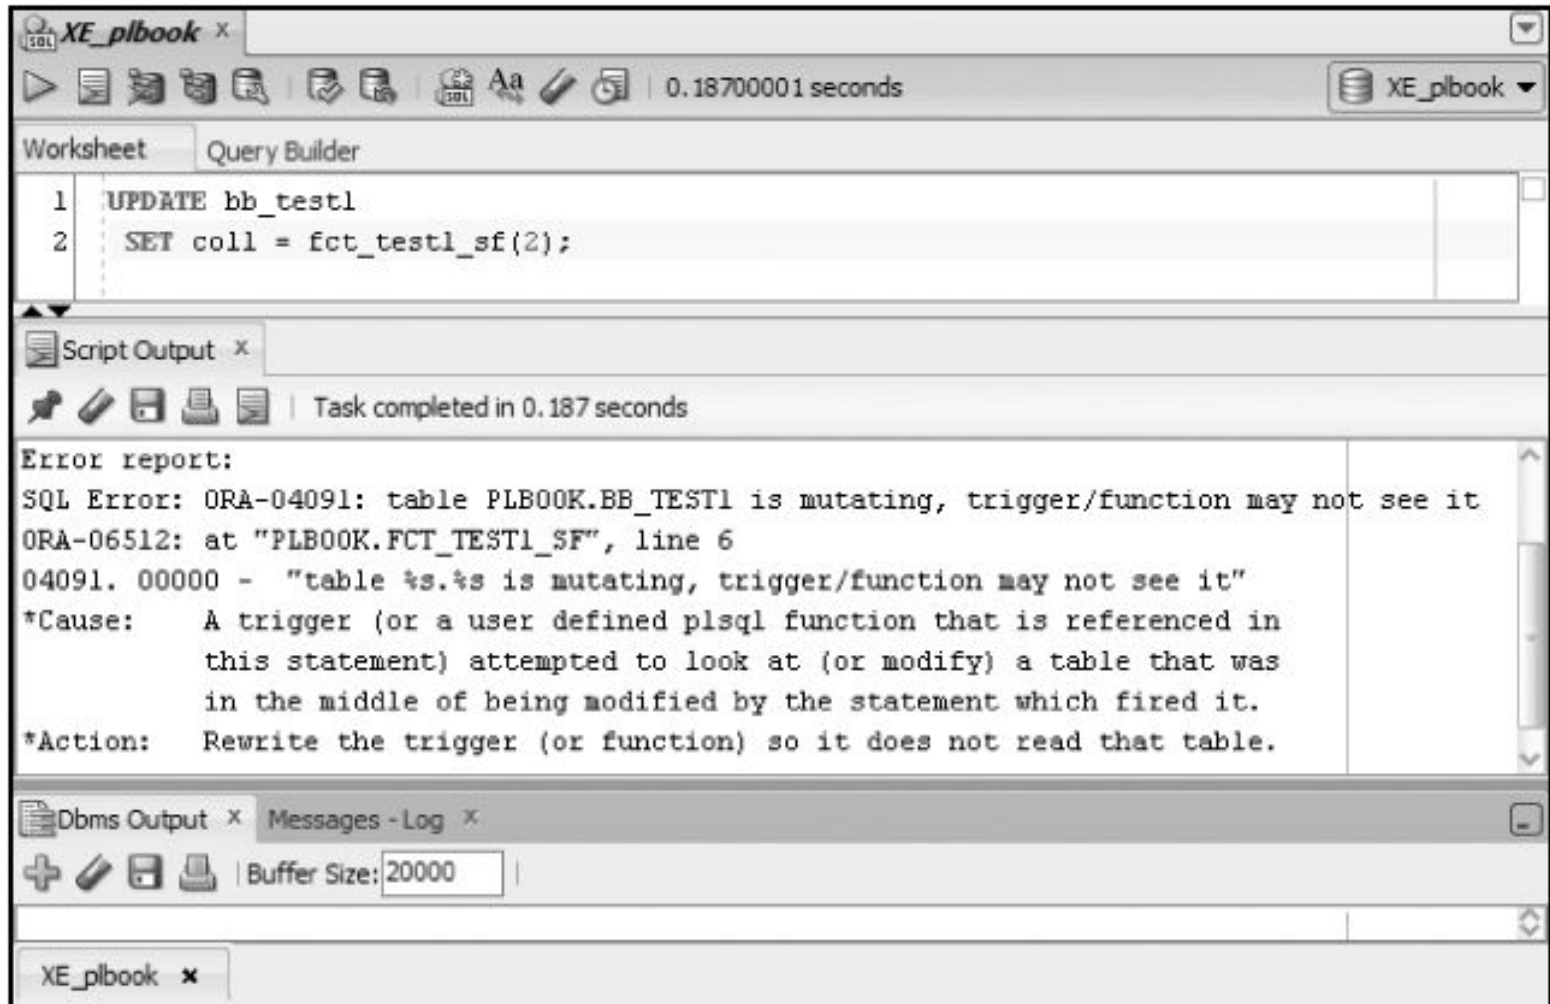 XE_plbook x
0.18700001 seconds XE_plbook
Worksheet Query Builder
1 UPDATE bb_test1
2 SET col1 = fct_test1_sf(2);
Script Output x
Task completed in 0.187 seconds
Error report:
SQL Error: ORA-04091: table PLBOOK.BB_TEST1 is mutating, trigger/function may not see it
ORA-06512: at "PLBOOK.FCT_TEST1_SF", line 6
04091. 00000 - "table %s.%s is mutating, trigger/function may not see it"
*Cause: A trigger (or a user defined plsql function that is referenced in
this statement) attempted to look at (or modify) a table that was
in the middle of being modified by the statement which fired it.
*Action: Rewrite the trigger (or function) so it does not read that table.
Dbms Output x Messages - Log x
Buffer Size: 20000
XE_plbook x